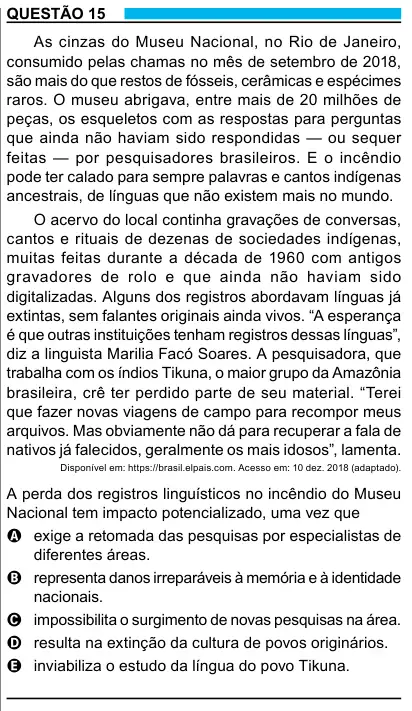 QUESTÃO 15
As cinzas do Museu Nacional, no Rio de Janeiro,
consumido pelas chamas no mês de setembro de 2018,
são mais do que restos de fósseis, cerâmicas e espécimes
raros. O museu abrigava, entre mais de 20 milhões de
peças, os esqueletos com as respostas para perguntas
que ainda não haviam sido respondidas — ou sequer
feitas — por pesquisadores brasileiros. E o incêndio
pode ter calado para sempre palavras e cantos indígenas
ancestrais, de línguas que não existem mais no mundo.
O acervo do local continha gravações de conversas,
cantos e rituais de dezenas de sociedades indígenas,
muitas feitas durante a década de 1960 com antigos
gravadores de rolo e que ainda não haviam sido
digitalizadas. Alguns dos registros abordavam línguas já
extintas, sem falantes originais ainda vivos. “A esperança
é que outras instituições tenham registros dessas línguas”,
diz a linguista Marilia Facó Soares. A pesquisadora, que
trabalha com os índios Tikuna, o maior grupo da Amazônia
brasileira, crê ter perdido parte de seu material. “Terei
que fazer novas viagens de campo para recompor meus
arquivos. Mas obviamente não dá para recuperar a fala de
nativos já falecidos, geralmente os mais idosos”, lamenta.
Disponível em: https://brasil.elpais.com. Acesso em: 10 dez. 2018 (adaptado).
A perda dos registros linguísticos no incêndio do Museu
Nacional tem impacto potencializado, uma vez que
A exige a retomada das pesquisas por especialistas de
diferentes áreas.
B representa danos irreparáveis à memória e à identidade
nacionais.
C impossibilita o surgimento de novas pesquisas na área.
D resulta na extinção da cultura de povos originários.
E inviabiliza o estudo da língua do povo Tikuna.